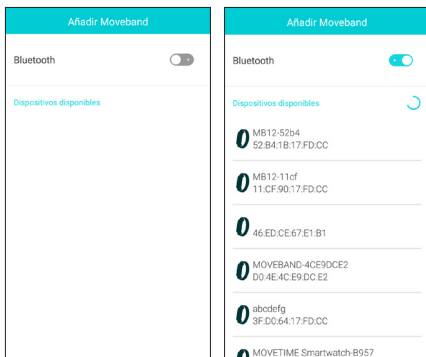 Añadir Moveband
Bluetooth
Dispositivos disponibles
Añadir Moveband
Bluetooth
Dispositivos disponibles
MB12-52b4
52:B4:1B:17:FD:CC
MB12-11cf
11:CF:90:17:FD:CC
46:ED:CE:67:E1:B1
MOVEBAND-4CE9DCE2
D0:4E:4C:E9:DC:E2
abcdefg
3F:D0:64:17:FD:CC
MOVETIME Smartwatch-B957